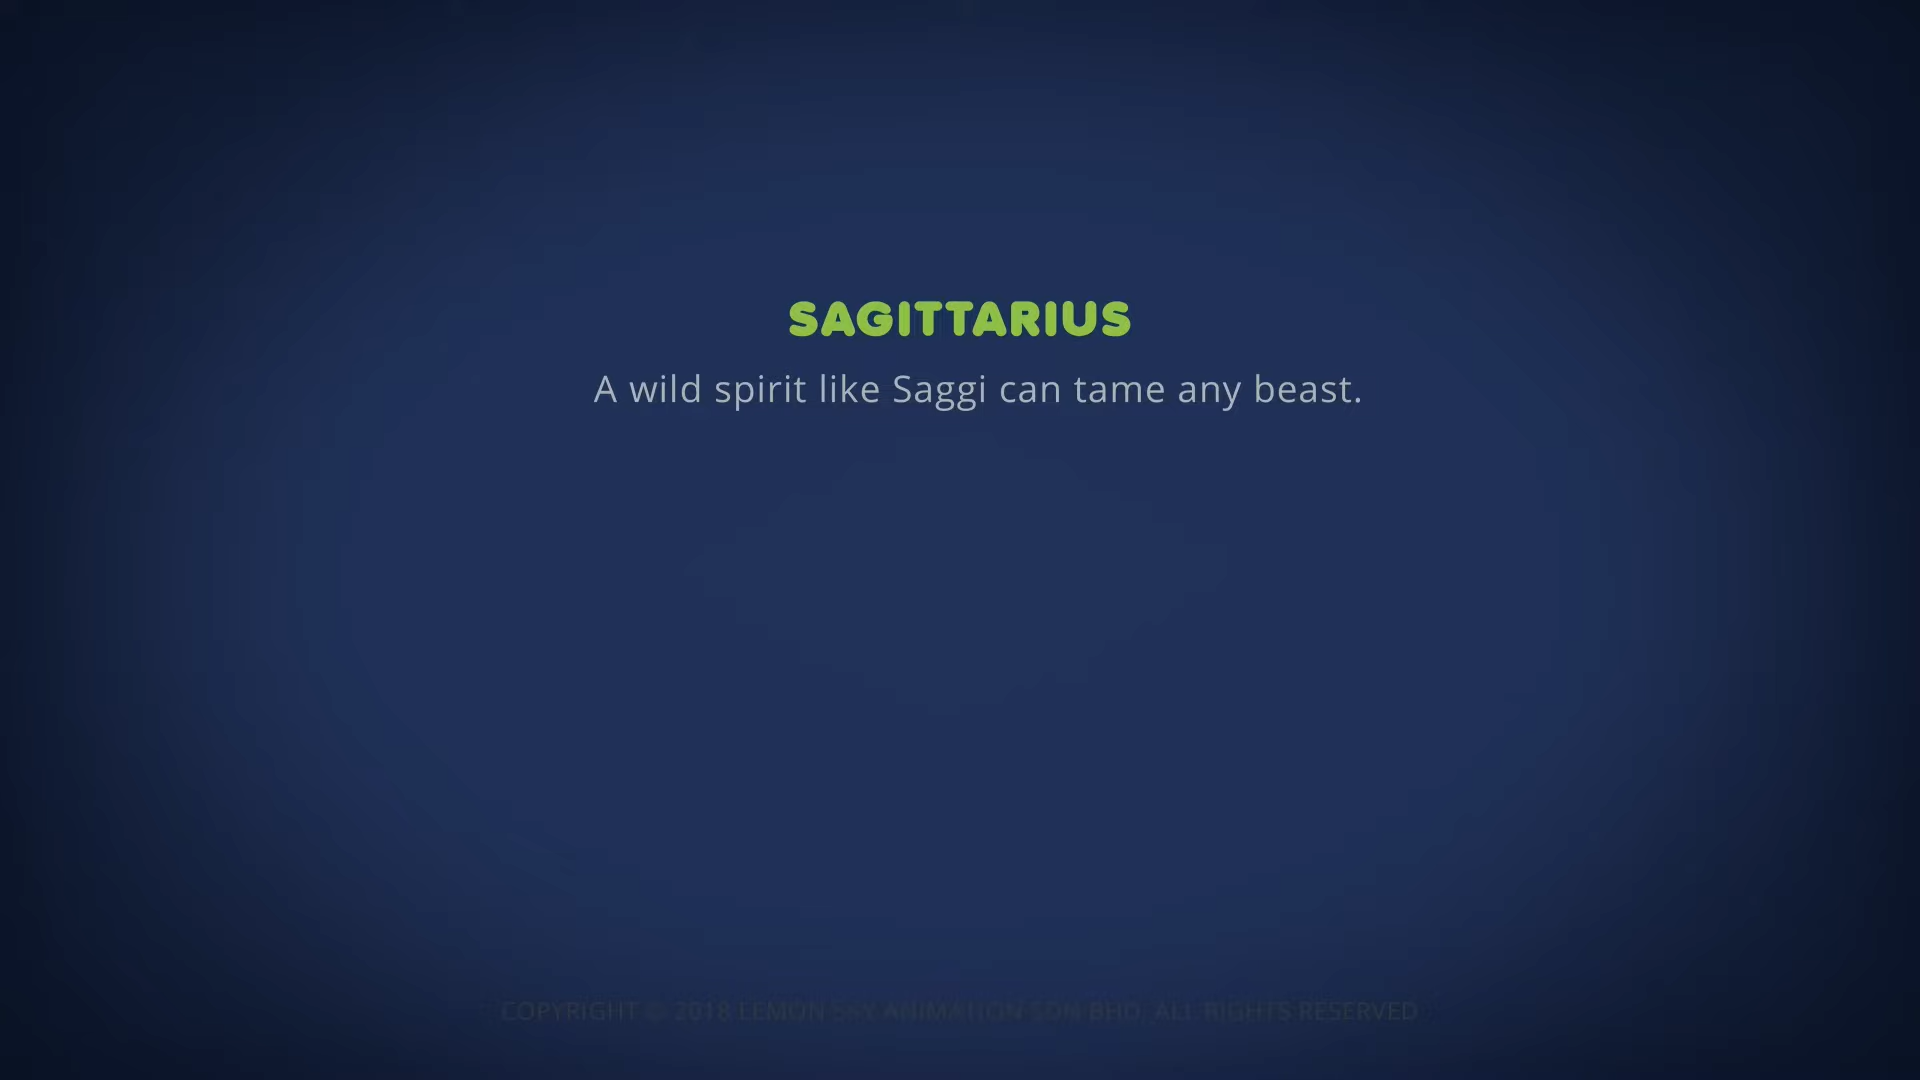 SAGITTARIUS
A wild spirit like Saggi can tame any beast.
COPYRIGHT © 2018 LEMON SKY ANIMATION SDN BHD. ALL RIGHTS RESERVED